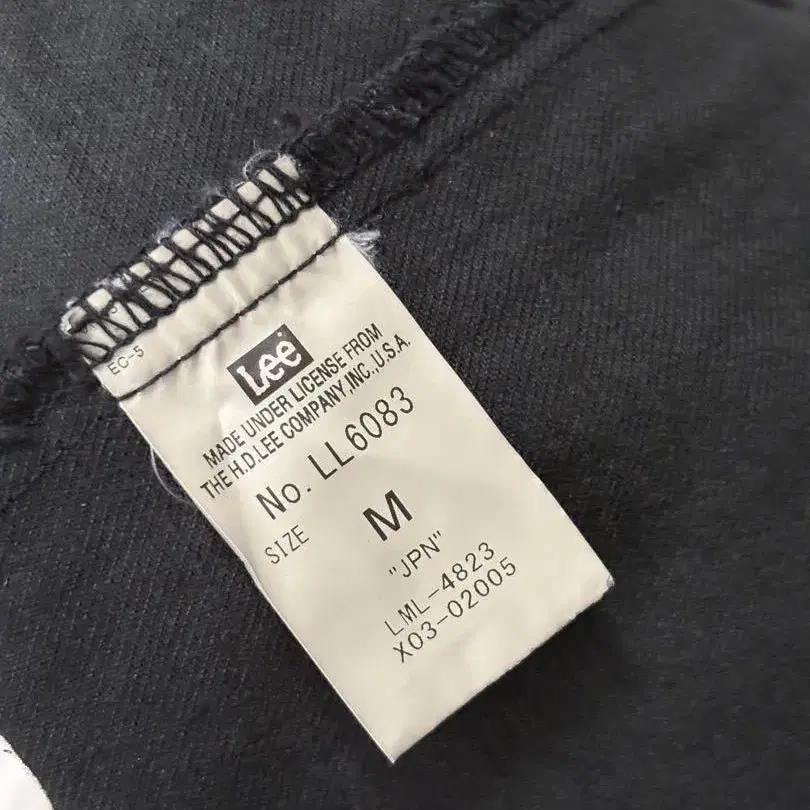 EC-5
Lee
MADE UNDER LICENSE FROM
THE H.D.LEE COMPANY,INC.,U.S.A.
No. LL6083
SIZE M
"JPN"
LML-4823
X03-02005